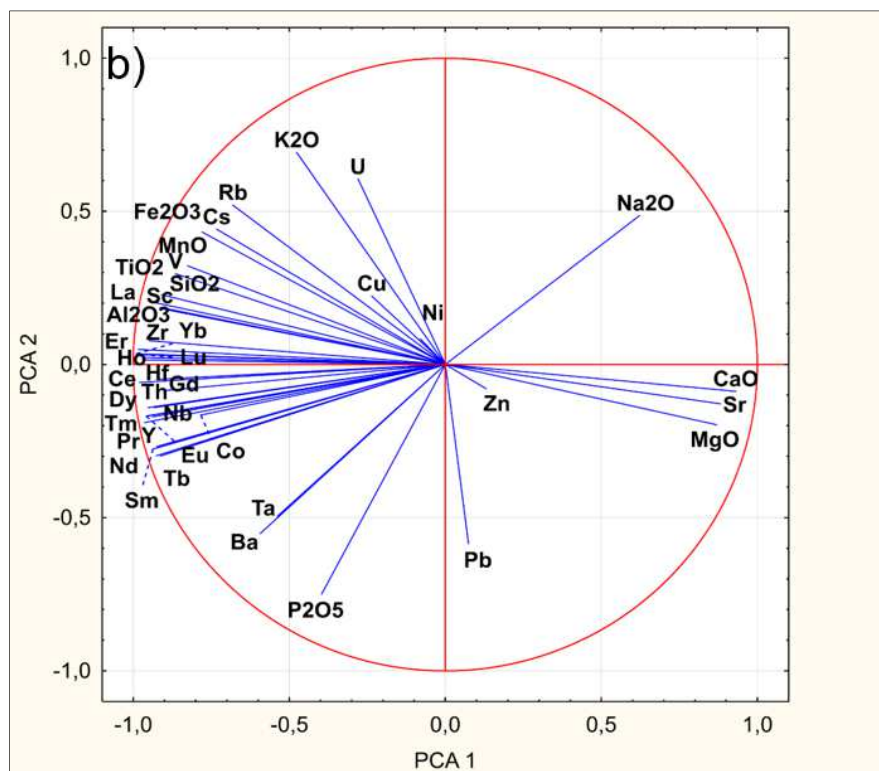 b)
PCA 2
1,0
0,5
0,0
-0,5
-1,0
K2O
U
Rb
Na2O
Fe2O3 Cs
MnO
TiO2 V
Cu
SiO2
La Sc
Al2O3
Ni
Er Zr Yb
Ho Lu
Ce Hf
CaO
Th Gd
Dy
Zn Sr
Tm Nb
MgO
Pr Y
Eu Co
Nd
Tb
Sm
Ta
Ba
Pb
P2O5
-1,0 -0,5 0,0 0,5 1,0
PCA 1